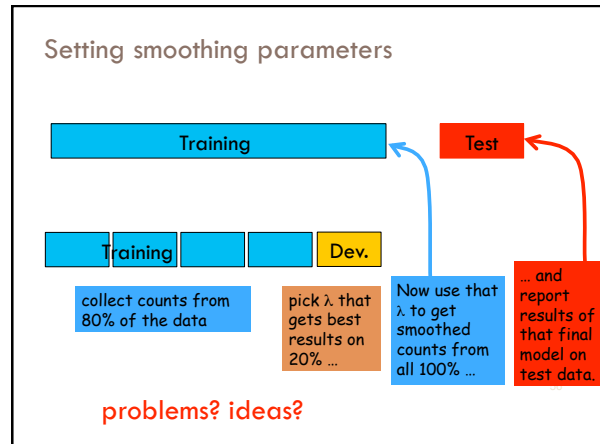 Setting smoothing parameters
Training
Test
Training
Dev.
collect counts from
80% of the data
pick λ that
gets best
results on
20% …
Now use that
λ to get
smoothed
counts from
all 100% …
… and
report
results of
that final
model on
test data.
problems? ideas?